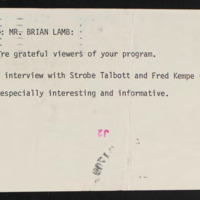 : MR. BRIAN LAMB:
re grateful viewers of your program.
interview with Strobe Talbott and Fred Kempe
especially interesting and informative.